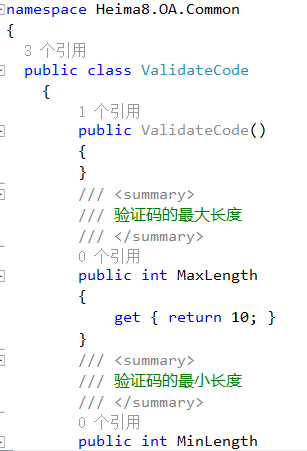 namespace Heima8.OA.Common
{
3 个引用
public class ValidateCode
{
1 个引用
public ValidateCode()
{
}
/// <summary>
/// 验证码的最大长度
/// </summary>
0 个引用
public int MaxLength
{
get { return 10; }
}
/// <summary>
/// 验证码的最小长度
/// </summary>
0 个引用
public int MinLength